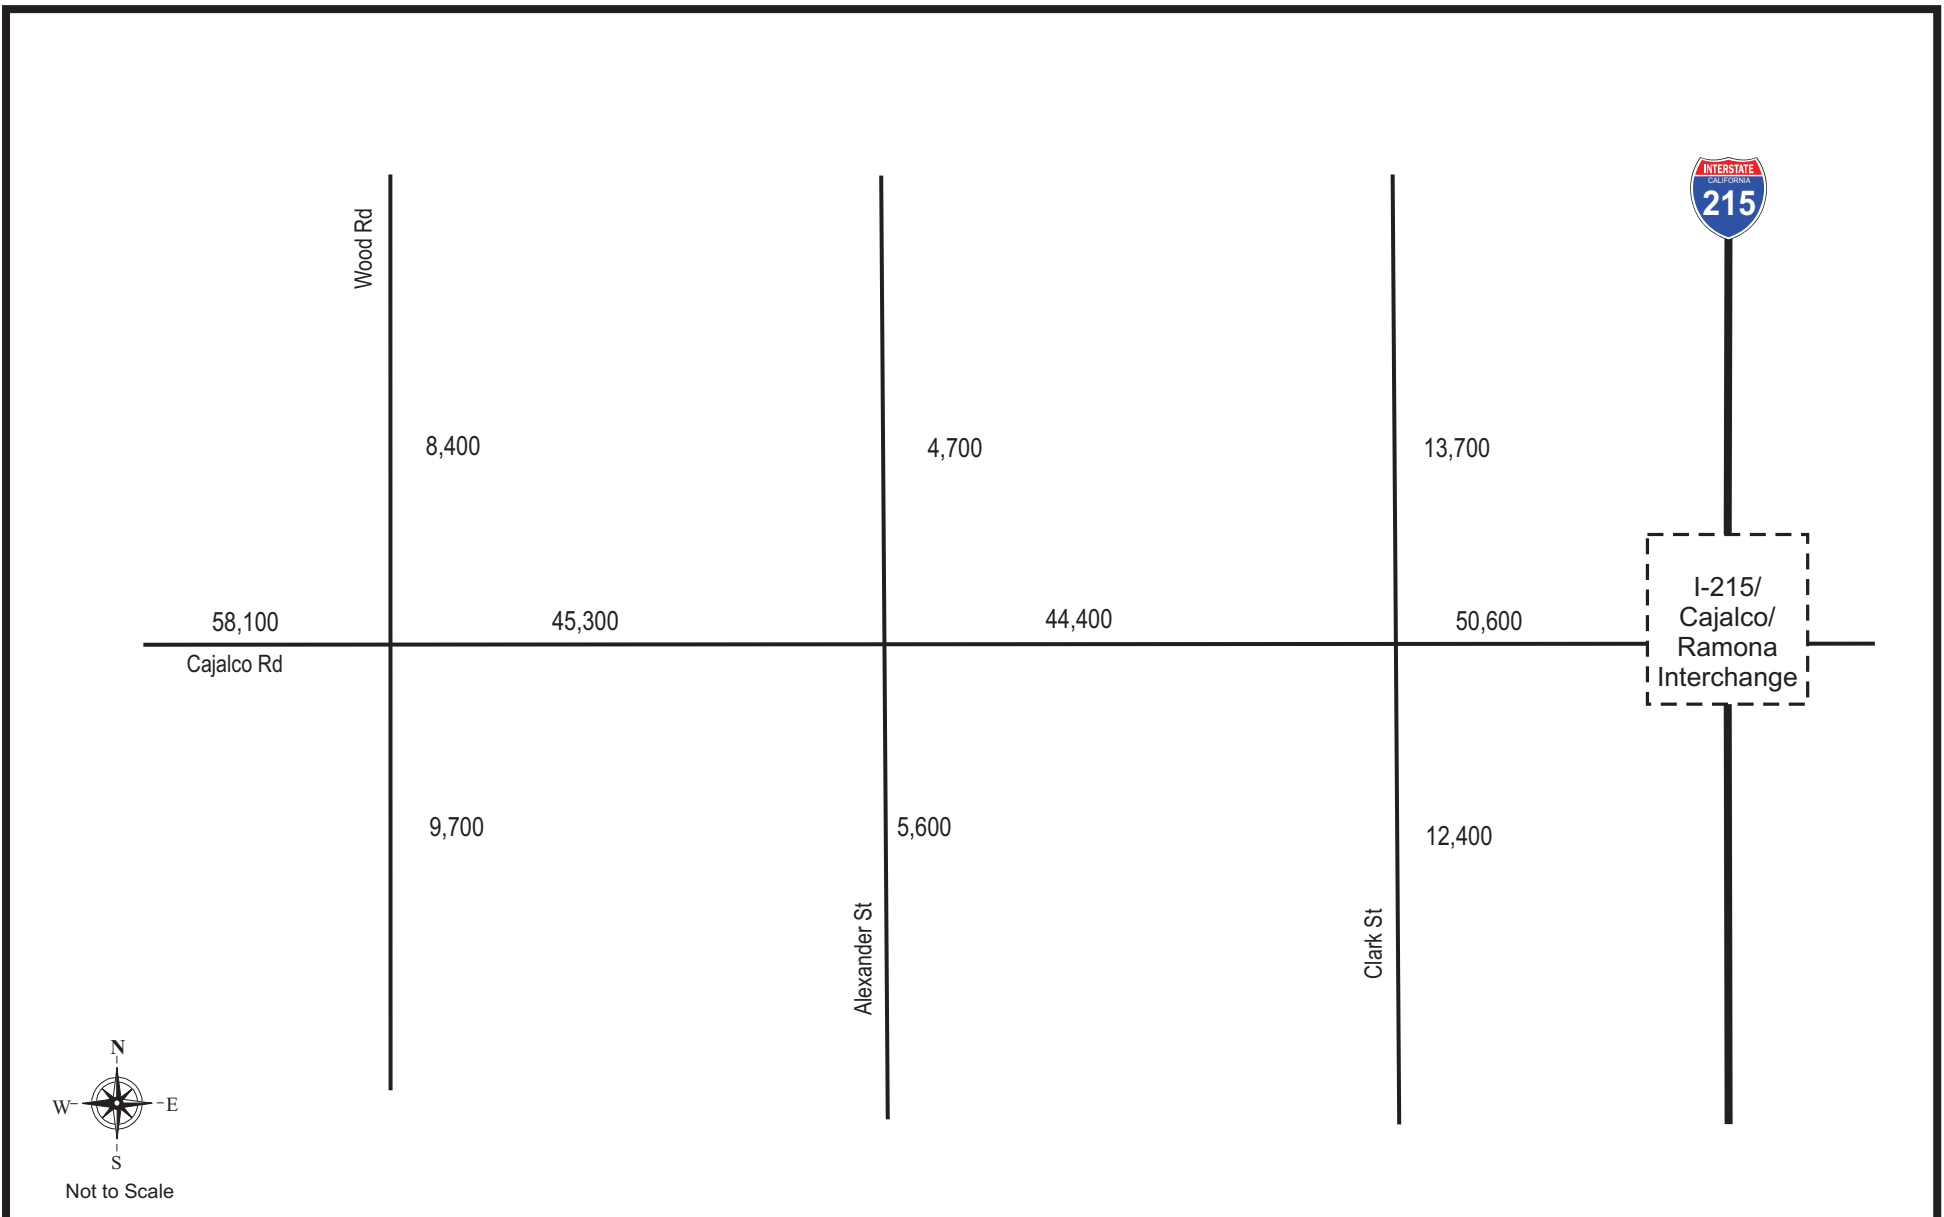 INTERSTATE
CALIFORNIA
215
Wood Rd
8,400
4,700
13,700
I-215/
Cajalco/
Ramona
Interchange
58,100
45,300
44,400
50,600
Cajalco Rd
9,700
5,600
12,400
Alexander St
Clark St
N
W
E
S
Not to Scale